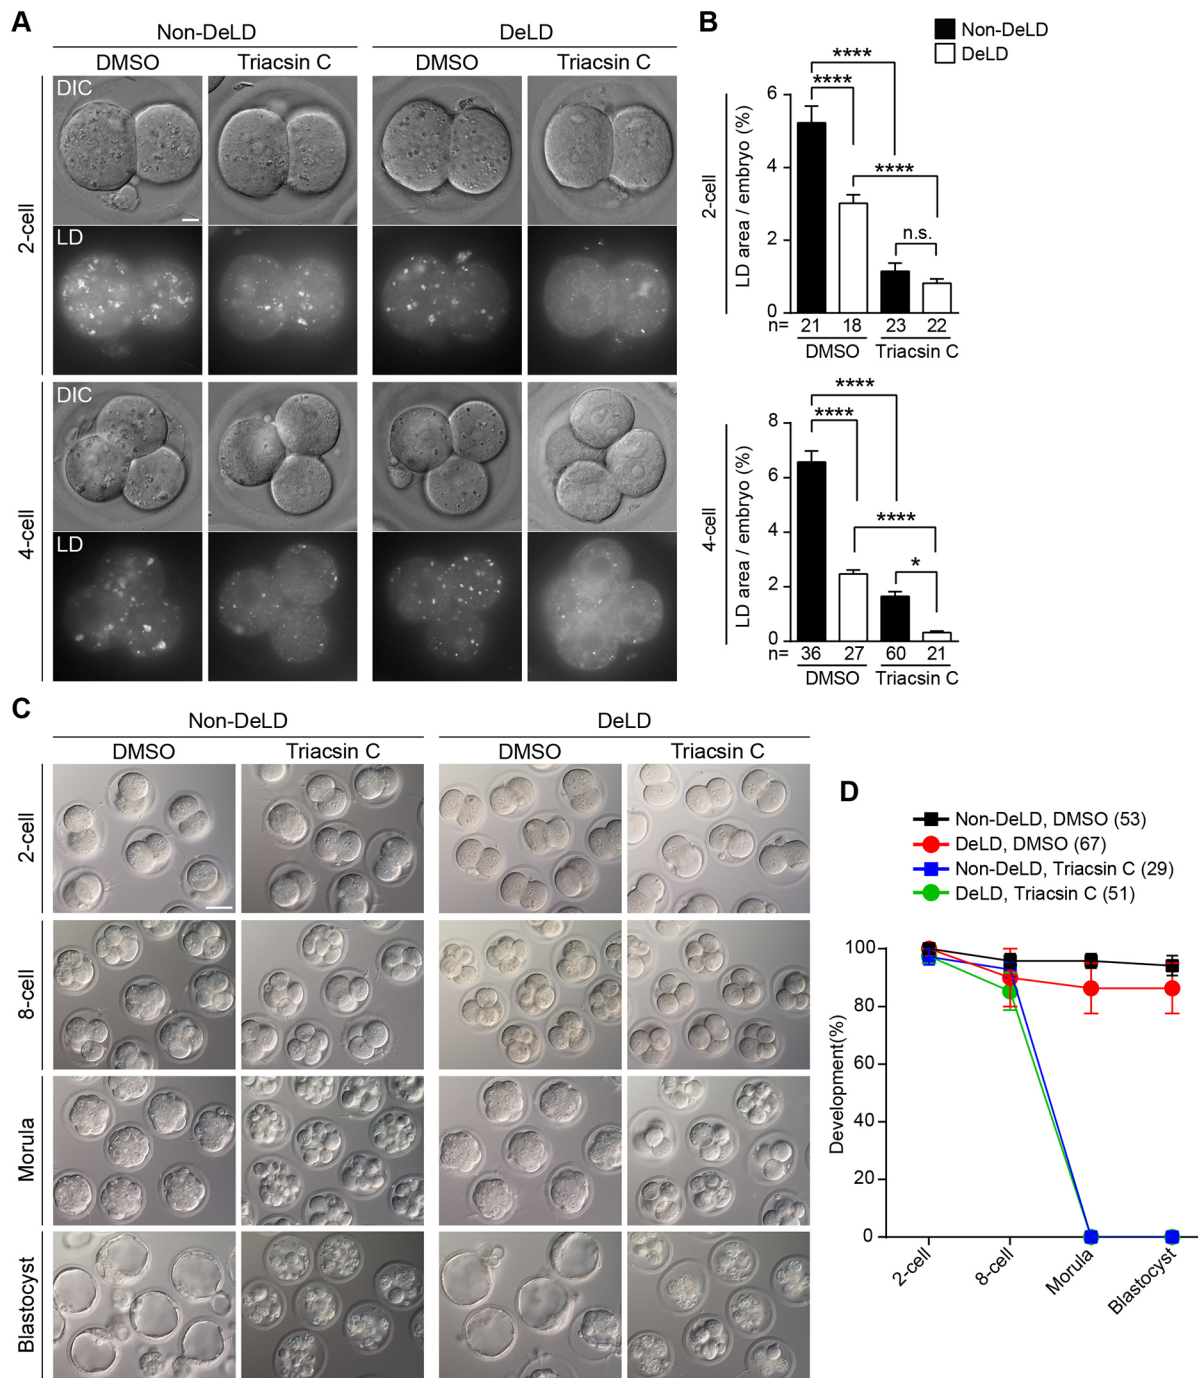 A
Non-DeLD DeLD
DMSO Triacsin C DMSO Triacsin C
2-cell
DIC
LD
4-cell
DIC
LD
B
Non-DeLD
DeLD
2-cell
LD area / embryo (%)
6
4
2
0
****
****
****
n.s.
n= 21 18 23 22
DMSO Triacsin C
4-cell
LD area / embryo (%)
8
6
4
2
0
****
****
****
*
n= 36 27 60 21
DMSO Triacsin C
C
Non-DeLD DeLD
DMSO Triacsin C DMSO Triacsin C
2-cell
8-cell
Morula
Blastocyst
D
Non-DeLD, DMSO (53)
DeLD, DMSO (67)
Non-DeLD, Triacsin C (29)
DeLD, Triacsin C (51)
Development(%)
100
80
60
40
20
0
2-cell 8-cell Morula Blastocyst